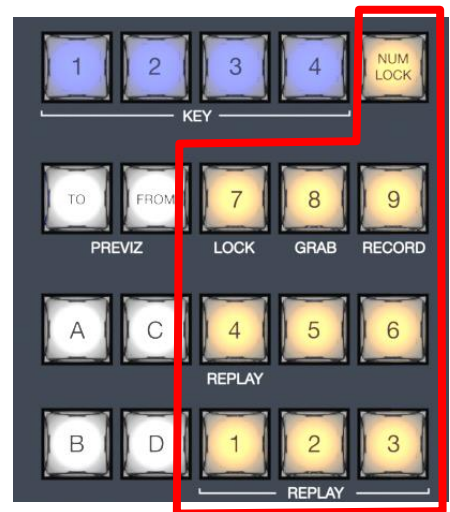 1 2 3 4 NUM LOCK
KEY
TO FROM 7 8 9
PREVIZ LOCK GRAB RECORD
A C 4 5 6
REPLAY
B D 1 2 3
REPLAY